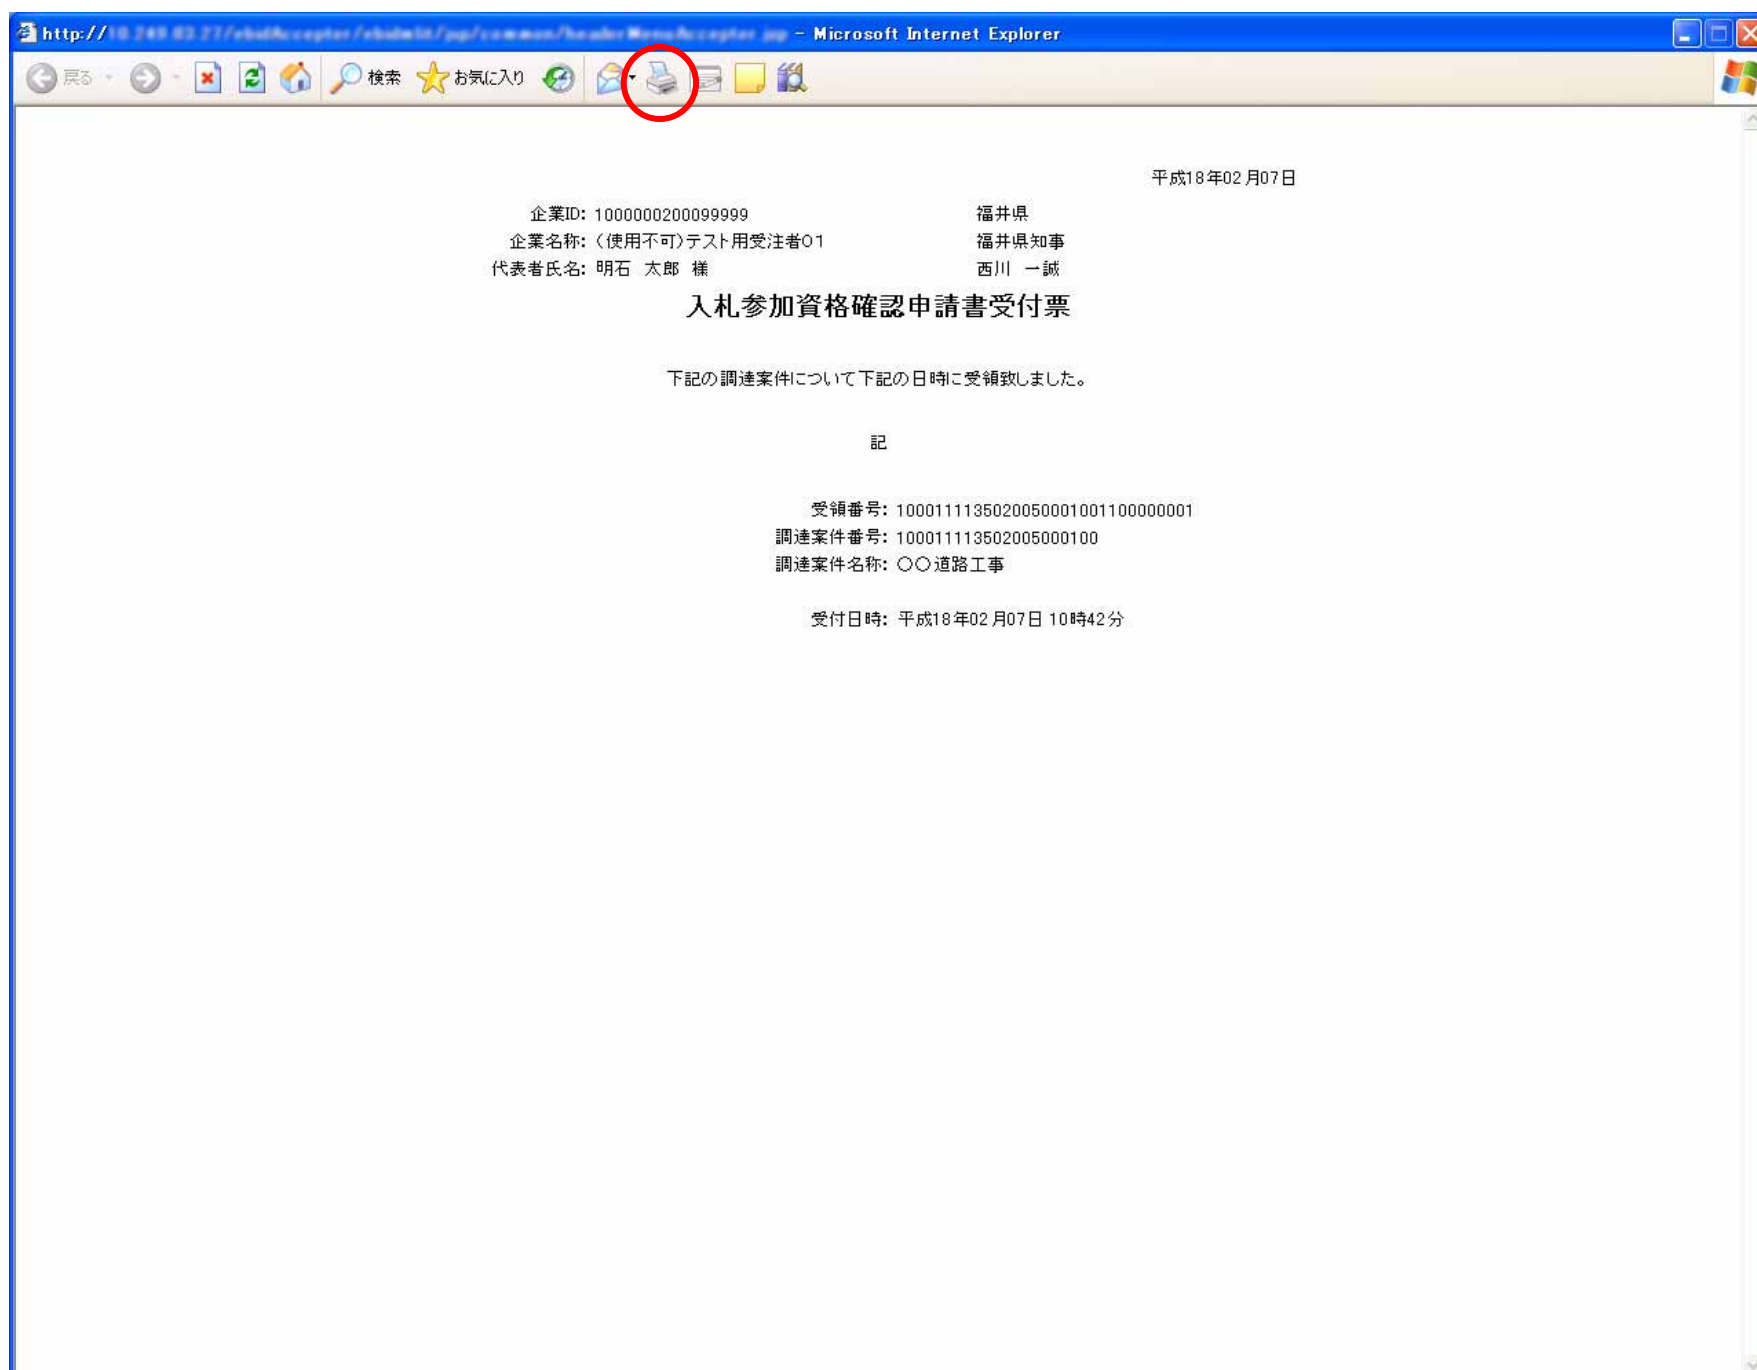 http:// - Microsoft Internet Explorer
戻る 検索 お気に入り
平成18年02月07日
企業ID: 1000000200099999 福井県
企業名称: (使用不可)テスト用受注者01 福井県知事
代表者氏名: 明石 太郎 様 西川 一誠
入札参加資格確認申請書受付票
下記の調達案件について下記の日時に受領致しました。
記
受領番号: 1000111135020050001001100000001
調達案件番号: 100011113502005000100
調達案件名称: 〇〇道路工事
受付日時: 平成18年02月07日 10時42分